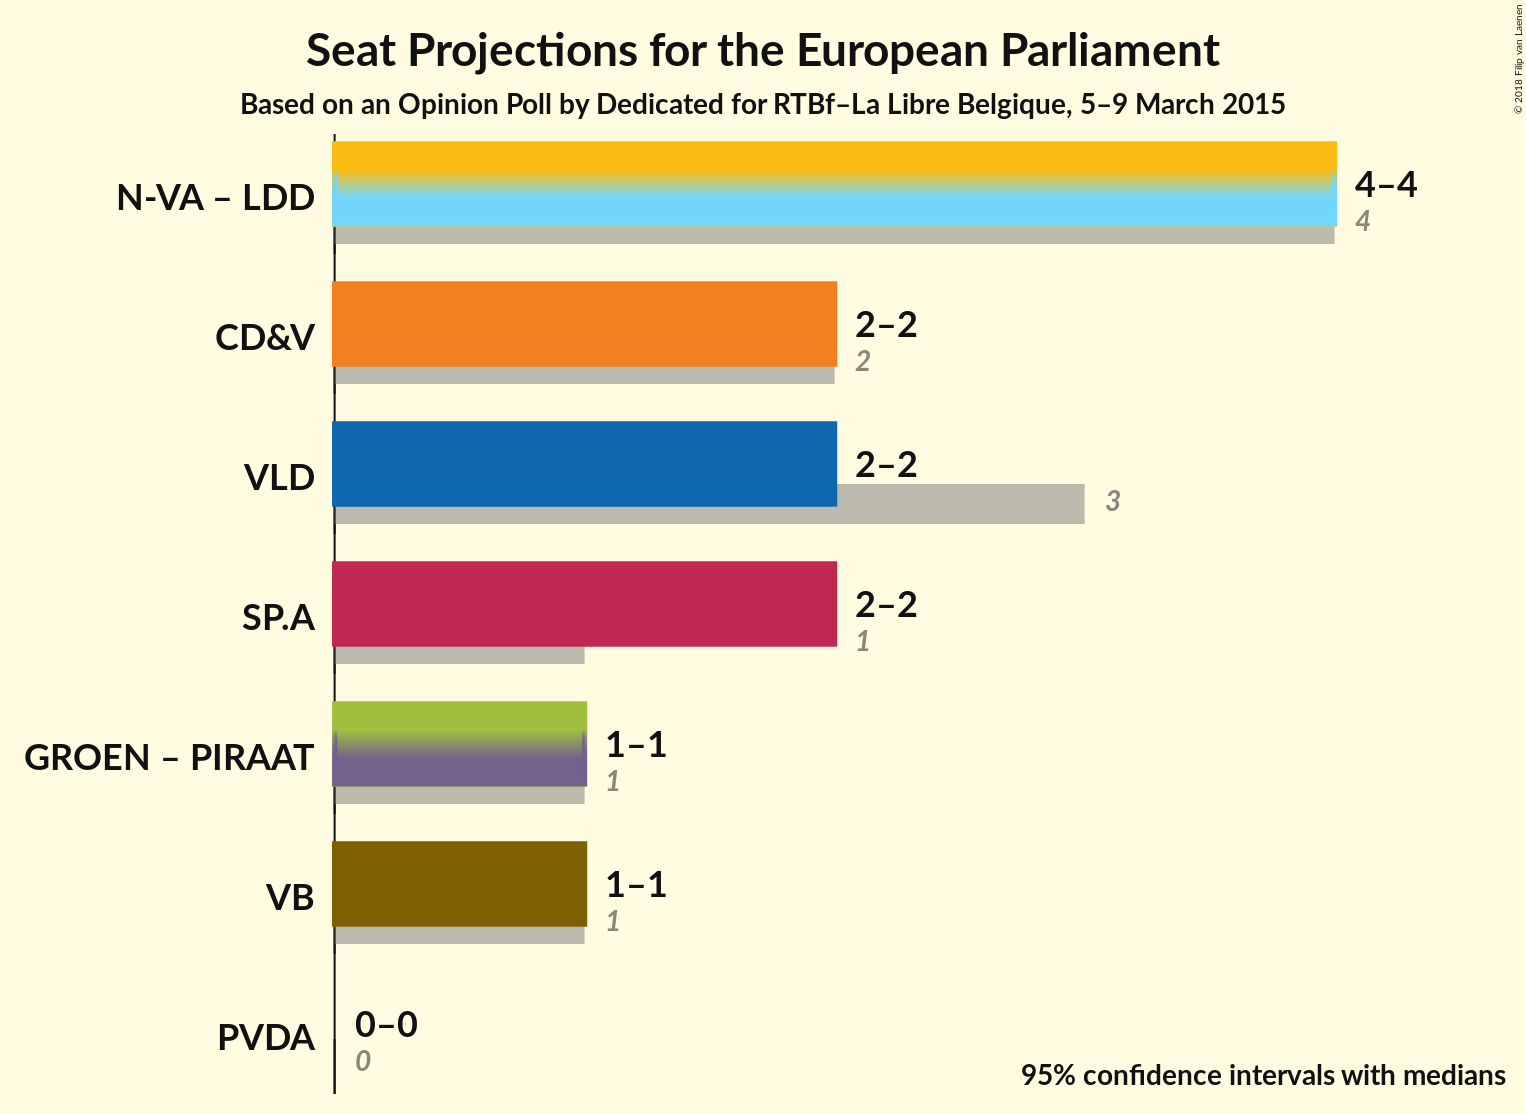 Seat Projections for the European Parliament
Based on an Opinion Poll by Dedicated for RTBf–La Libre Belgique, 5–9 March 2015
© 2018 Filip van Laenen
N-VA – LDD
4–4
4
CD&V
2–2
2
VLD
2–2
3
SP.A
2–2
1
GROEN – PIRAAT
1–1
1
VB
1–1
1
PVDA
0–0
0
95% confidence intervals with medians